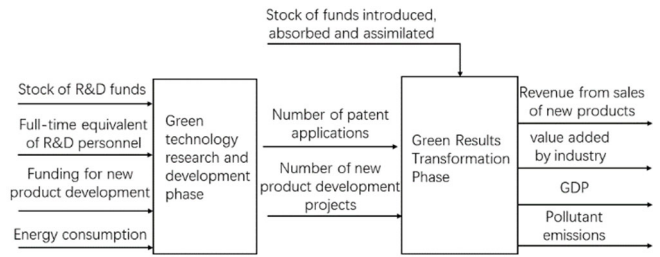 Stock of funds introduced,
absorbed and assimilated
Stock of R&D funds
Full-time equivalent
of R&D personnel
Funding for new
product development
Energy consumption
Green
technology
research and
development
phase
Number of patent
applications
Number of new
product development
projects
Green Results
Transformation
Phase
Revenue from sales
of new products
value added
by industry
GDP
Pollutant
emissions